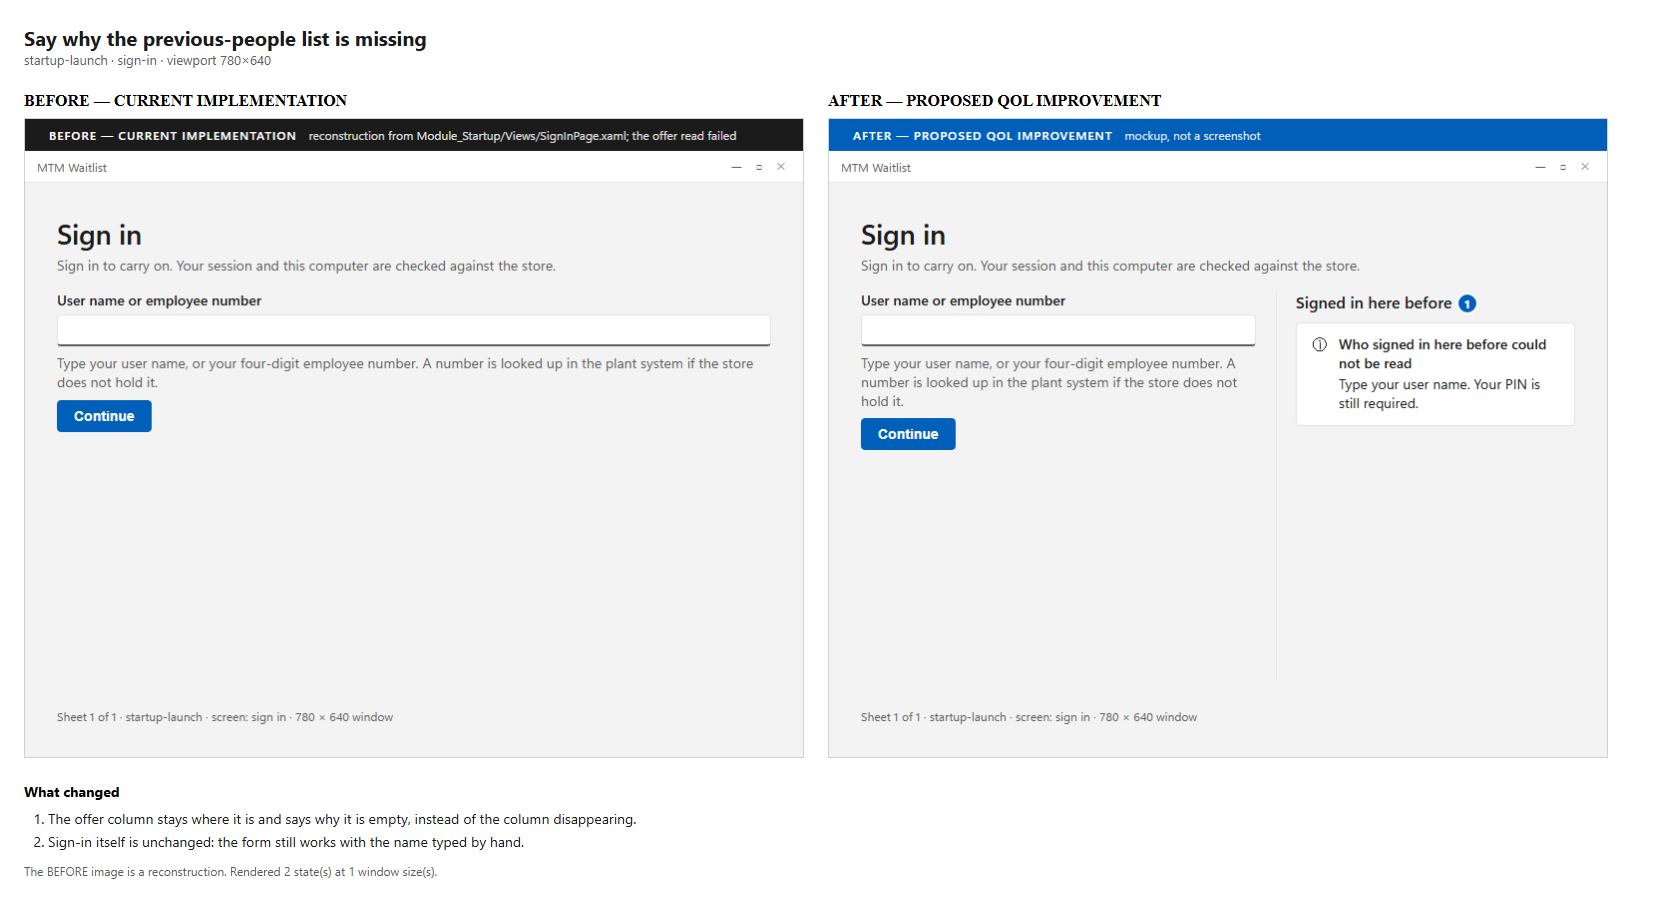 Say why the previous-people list is missing
startup-launch · sign-in · viewport 780×640
BEFORE — CURRENT IMPLEMENTATION
BEFORE — CURRENT IMPLEMENTATION reconstruction from Module_Startup/Views/SignInPage.xaml; the offer read failed
MTM Waitlist
Sign in
Sign in to carry on. Your session and this computer are checked against the store.
User name or employee number
Type your user name, or your four-digit employee number. A number is looked up in the plant system if the store
does not hold it.
Continue
Sheet 1 of 1 · startup-launch · screen: sign in · 780 × 640 window
AFTER — PROPOSED QOL IMPROVEMENT
AFTER — PROPOSED QOL IMPROVEMENT mockup, not a screenshot
MTM Waitlist
Sign in
Sign in to carry on. Your session and this computer are checked against the store.
User name or employee number
Type your user name, or your four-digit employee number. A
number is looked up in the plant system if the store does not
hold it.
Continue
Signed in here before 1
Who signed in here before could
not be read
Type your user name. Your PIN is
still required.
Sheet 1 of 1 · startup-launch · screen: sign in · 780 × 640 window
What changed
1. The offer column stays where it is and says why it is empty, instead of the column disappearing.
2. Sign-in itself is unchanged: the form still works with the name typed by hand.
The BEFORE image is a reconstruction. Rendered 2 state(s) at 1 window size(s).